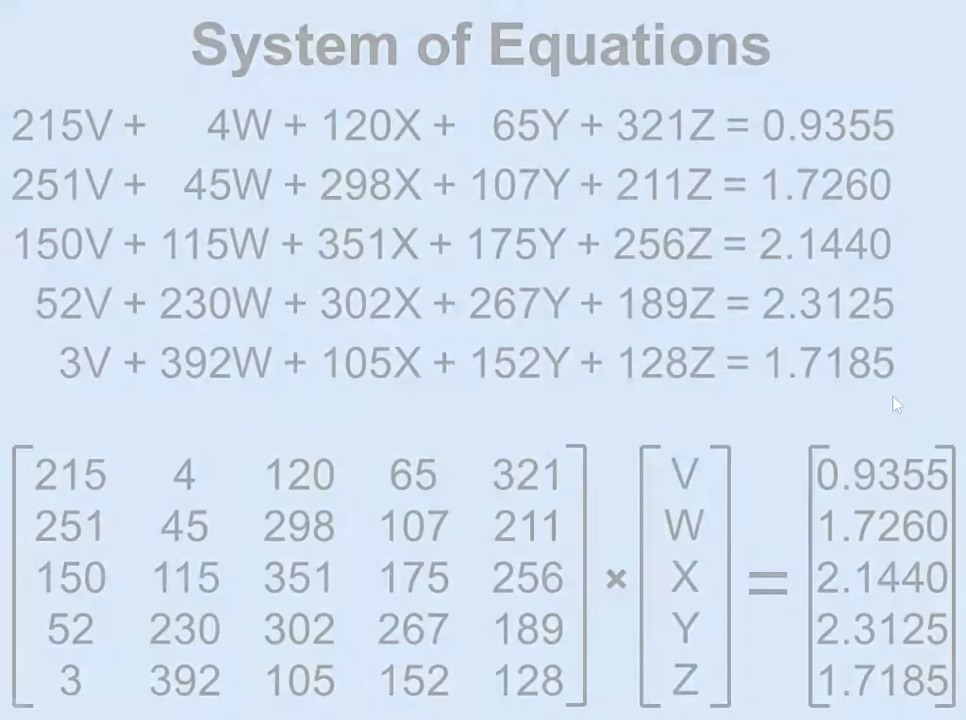 System of Equations
215V + 4W + 120X + 65Y + 321Z = 0.9355
251V + 45W + 298X + 107Y + 211Z = 1.7260
150V + 115W + 351X + 175Y + 256Z = 2.1440
52V + 230W + 302X + 267Y + 189Z = 2.3125
3V + 392W + 105X + 152Y + 128Z = 1.7185
215 4 120 65 321 V 0.9355
251 45 298 107 211 W 1.7260
150 115 351 175 256 × X = 2.1440
52 230 302 267 189 Y 2.3125
3 392 105 152 128 Z 1.7185